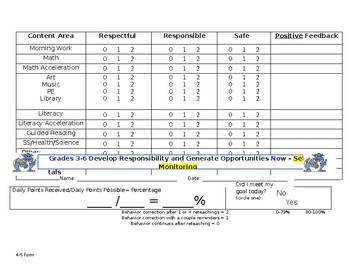 Content Area Respectful Responsible Safe Positive Feedback
Morning Work 0 1 2 0 1 2 0 1 2
Math 0 1 2 0 1 2 0 1 2
Math Acceleration 0 1 2 0 1 2 0 1 2
Art 0 1 2 0 1 2 0 1 2
Music 0 1 2 0 1 2 0 1 2
PE 0 1 2 0 1 2 0 1 2
Library 0 1 2 0 1 2 0 1 2
Literacy 0 1 2 0 1 2 0 1 2
Literacy Acceleration 0 1 2 0 1 2 0 1 2
Guided Reading 0 1 2 0 1 2 0 1 2
SS/Health/Science 0 1 2 0 1 2 0 1 2
Other:
Grades 3-6 Develop Responsibility and Generate Opportunities Now – Sel
Monitoring
tals
Name: Date:
Daily Points Received/Daily Points Possible= Percentage
____ /____ = _____%
Did I meet my
goal today?
(circle one)
No
Yes
0-79% 80-100%
Behavior correction after 1 or < reteachings = 2
Behavior correction with a couple reminders = 1
Behavior continues after reteaching = 0
4/5 Form